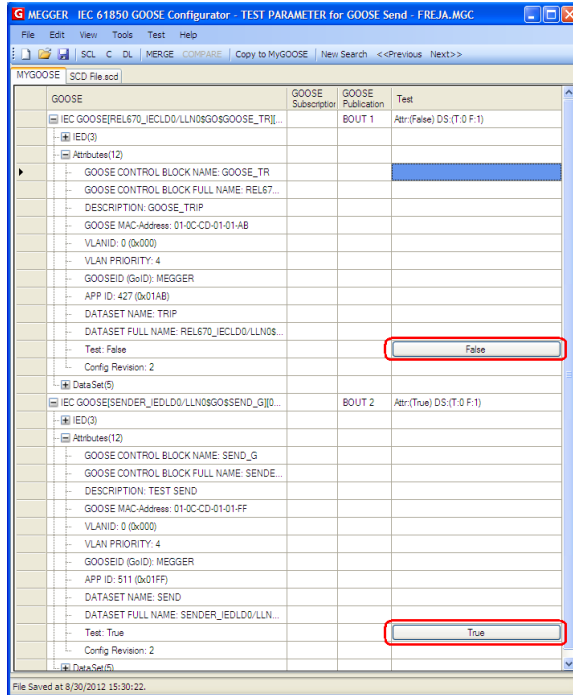 MEGGER IEC 61850 GOOSE Configurator - TEST PARAMETER for GOOSE Send - FREJA.MGC
File Edit View Tools Test Help
SCL C DL MERGE COMPARE Copy to MyGOOSE New Search <<Previous Next>>
MYGOOSE SCD File.scd
GOOSE GOOSE Subscription GOOSE Publication Test
IEC GOOSE[REL670_IECLD0/LLN0$GO$GOOSE_TR][... BOUT 1 Attr:(False) DS:(T:0 F:1)
IED(3)
Attributes(12)
GOOSE CONTROL BLOCK NAME: GOOSE_TR
GOOSE CONTROL BLOCK FULL NAME: REL67...
DESCRIPTION: GOOSE_TRIP
GOOSE MAC-Address: 01-0C-CD-01-01-AB
VLANID: 0 (0x000)
VLAN PRIORITY: 4
GOOSEID (GoID): MEGGER
APP ID: 427 (0x01AB)
DATASET NAME: TRIP
DATASET FULL NAME: REL670_IECLD0/LLN0$...
Test: False False
Config Revision: 2
DataSet(5)
IEC GOOSE[SENDER_IEDLD0/LLN0$GO$SEND_G][0... BOUT 2 Attr:(True) DS:(T:0 F:1)
IED(3)
Attributes(12)
GOOSE CONTROL BLOCK NAME: SEND_G
GOOSE CONTROL BLOCK FULL NAME: SENDE...
DESCRIPTION: TEST SEND
GOOSE MAC-Address: 01-0C-CD-01-01-FF
VLANID: 0 (0x000)
VLAN PRIORITY: 4
GOOSEID (GoID): MEGGER
APP ID: 511 (0x01FF)
DATASET NAME: SEND
DATASET FULL NAME: SENDER_IEDLD0/LLN...
Test: True True
Config Revision: 2
DataSet(5)
File Saved at 8/30/2012 15:30:22.